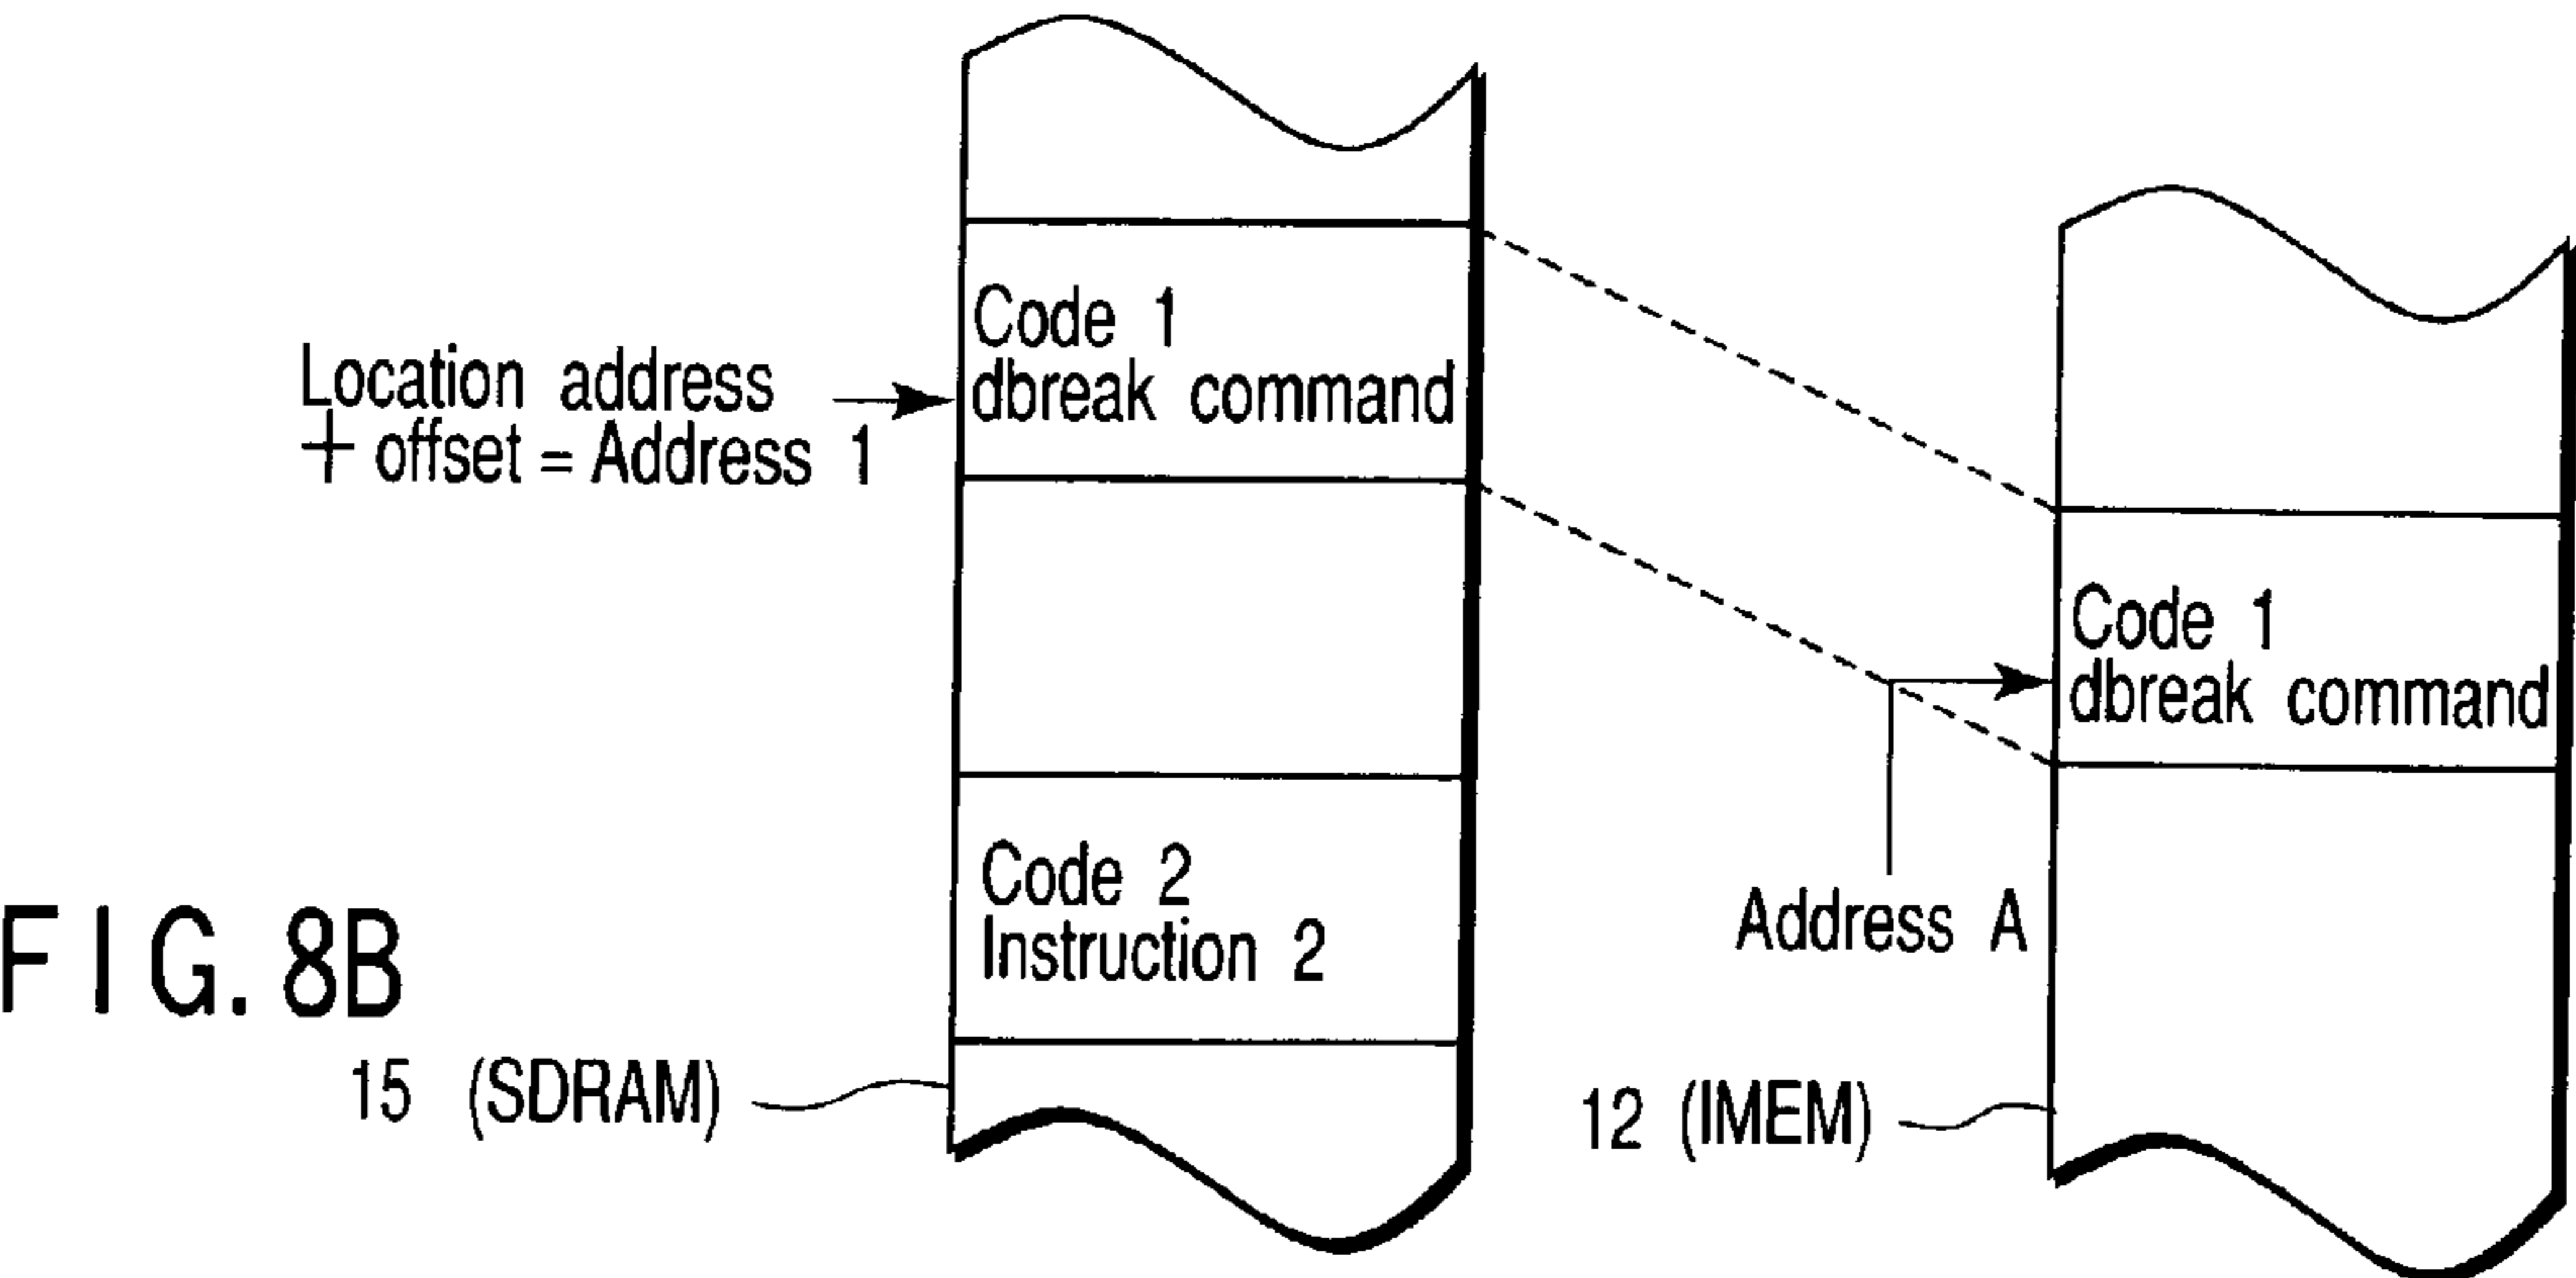 Code 1
dbreak command
Location address
+ offset = Address 1
Code 1
dbreak command
Code 2
Instruction 2
Address A
FIG. 8B
15 (SDRAM)
12 (IMEM)